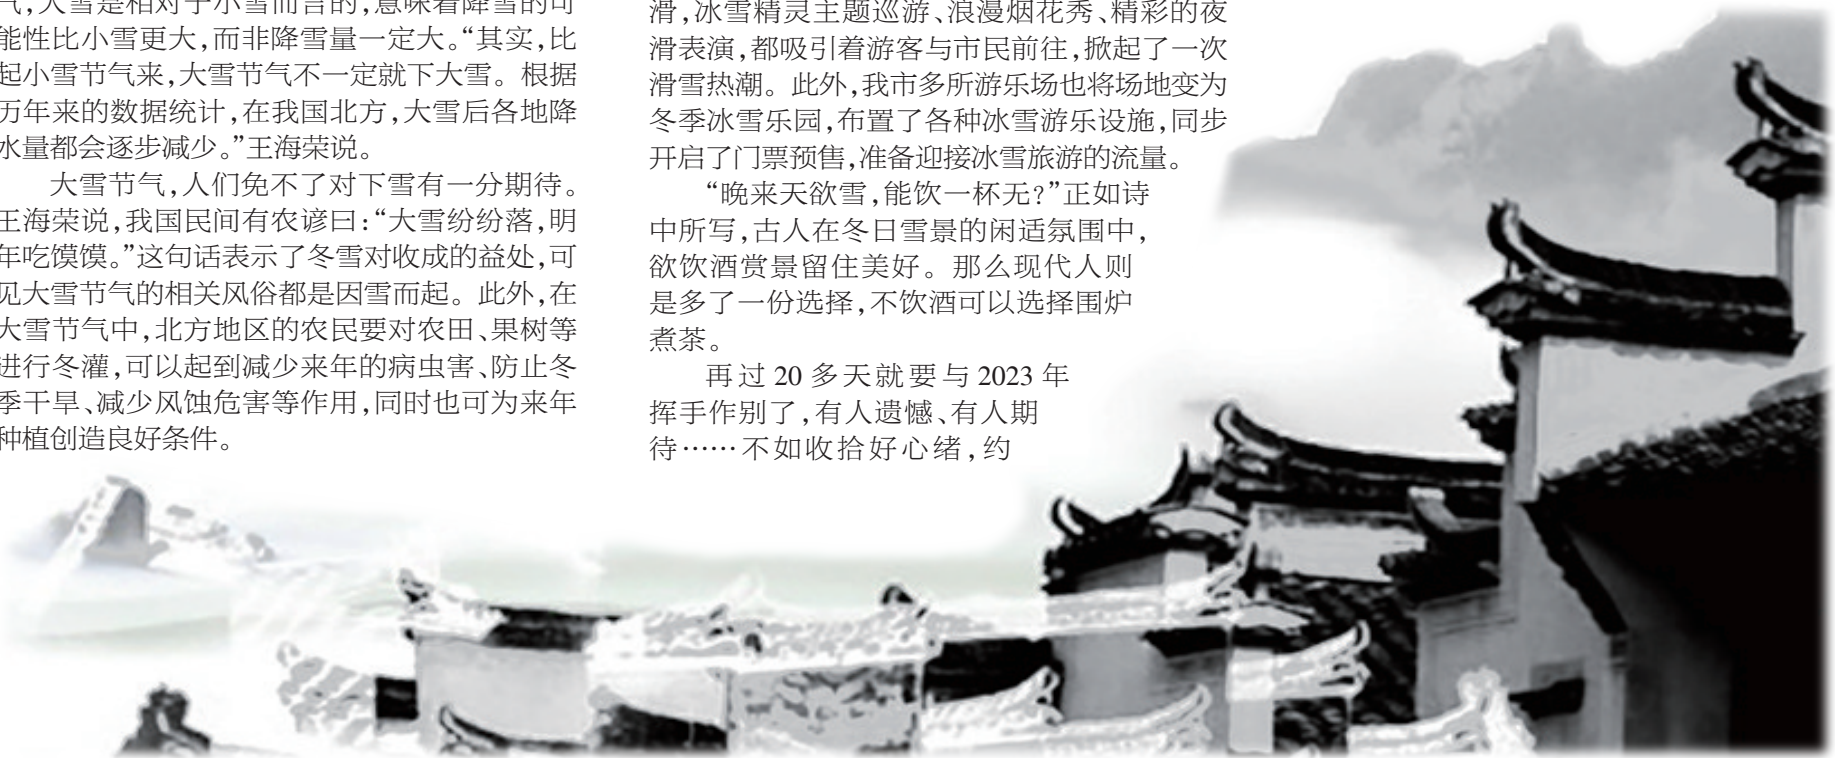 气，大雪是相对于小雪而言的，意味着降雪的可
能性比小雪更大，而非降雪量一定大。“其实，比
起小雪节气来，大雪节气不一定就下大雪。根据
历年来的数据统计，在我国北方，大雪后各地降
水量都会逐步减少。”王海荣说。
大雪节气，人们免不了对下雪有一分期待。
王海荣说，我国民间有农谚曰：“大雪纷纷落，明
年吃馍馍。”这句话表示了冬雪对收成的益处，可
见大雪节气的相关风俗都是因雪而起。此外，在
大雪节气中，北方地区的农民要对农田、果树等
进行冬灌，可以起到减少来年的病虫害、防止冬
季干旱、减少风蚀危害等作用，同时也可为来年
种植创造良好条件。
滑，冰雪精灵主题巡游、浪漫烟花秀、精彩的夜
滑表演，都吸引着游客与市民前往，掀起了一次
滑雪热潮。此外，我市多所游乐场也将场地变为
冬季冰雪乐园，布置了各种冰雪游乐设施，同步
开启了门票预售，准备迎接冰雪旅游的流量。
“晚来天欲雪，能饮一杯无？”正如诗
中所写，古人在冬日雪景的闲适氛围中，
欲饮酒赏景留住美好。那么现代人则
是多了一份选择，不饮酒可以选择围炉
煮茶。
再过 20 多天就要与 2023 年
挥手作别了，有人遗憾、有人期
待……不如收拾好心绪，约